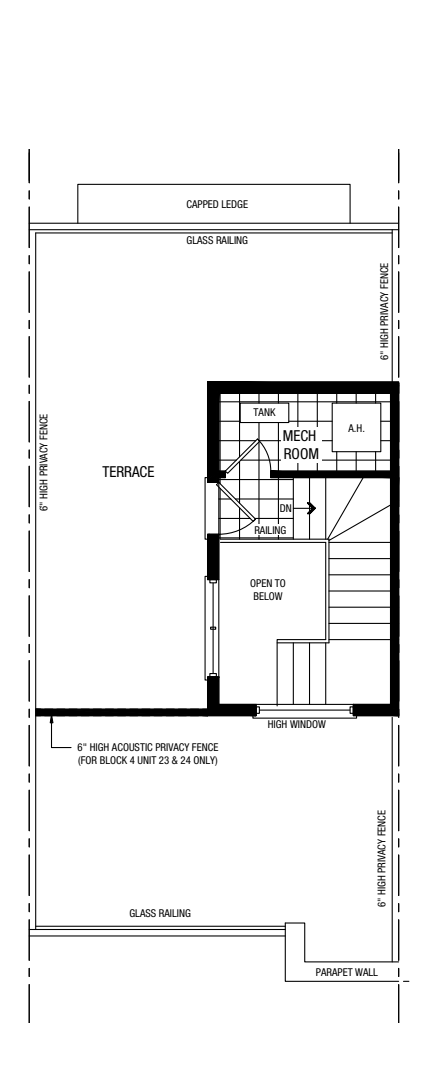 CAPPED LEDGE
GLASS RAILING
6" HIGH PRIVACY FENCE
6" HIGH PRIVACY FENCE
TANK
A.H.
MECH
ROOM
TERRACE
DN
RAILING
OPEN TO
BELOW
HIGH WINDOW
6" HIGH ACOUSTIC PRIVACY FENCE
(FOR BLOCK 4 UNIT 23 & 24 ONLY)
6" HIGH PRIVACY FENCE
GLASS RAILING
PARAPET WALL